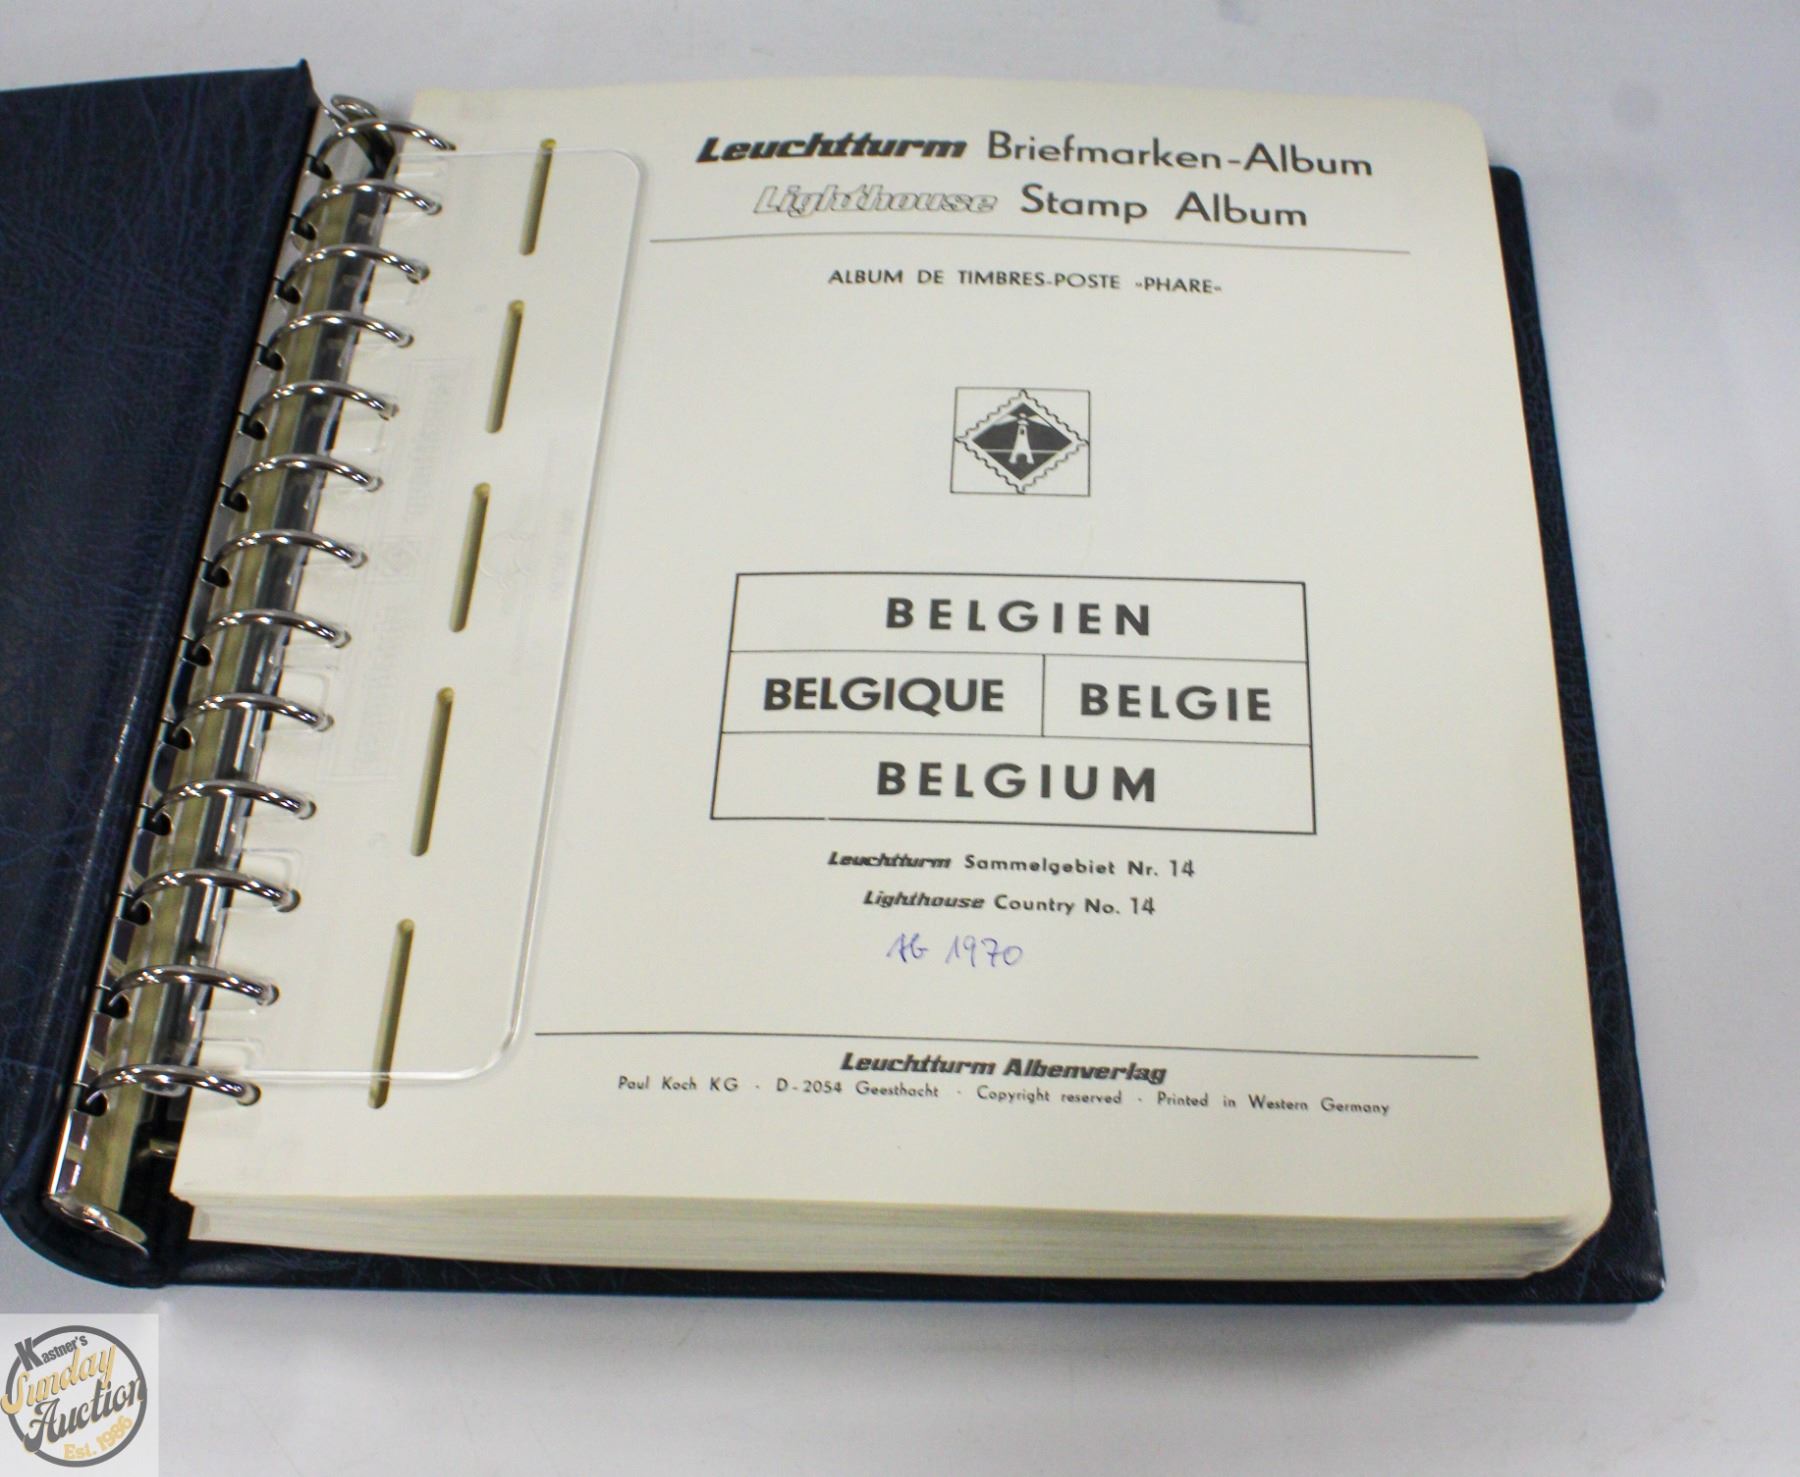 Leuchtturm Briefmarken-Album
Lighthouse Stamp Album
ALBUM DE TIMBRES-POSTE »PHARE«
BELGIEN
BELGIQUE BELGIE
BELGIUM
Leuchtturm Sammelgebiet Nr. 14
Lighthouse Country No. 14
Ab 1970
Leuchtturm Albenverlag
Paul Koch KG · D-2054 Geesthacht · Copyright reserved · Printed in Western Germany
Kastner's
Sunday
Auction
Est. 1986